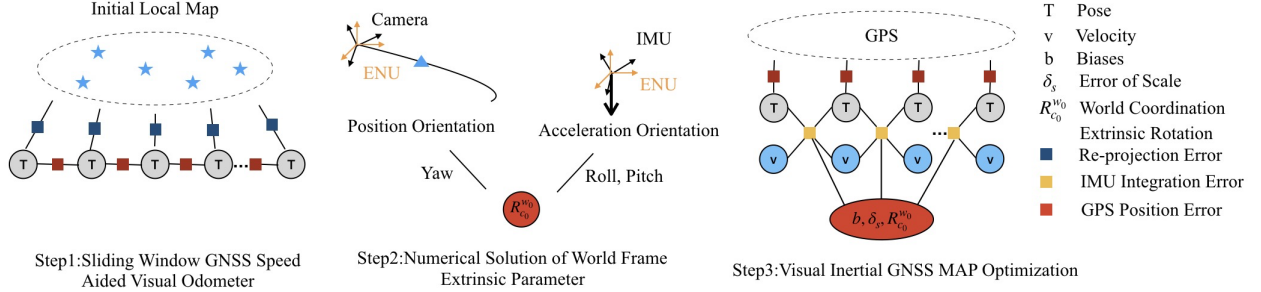 Initial Local Map
T T T T ... T
Step1:Sliding Window GNSS Speed
Aided Visual Odometer
Camera
ENU
IMU
ENU
Position Orientation
Acceleration Orientation
Yaw
Roll, Pitch
R_{c_0}^{w_0}
Step2:Numerical Solution of World Frame
Extrinsic Parameter
GPS
T T T T
...
v v v v
b, δ_s, R_{c_0}^{w_0}
Step3:Visual Inertial GNSS MAP Optimization
T Pose
v Velocity
b Biases
δ_s Error of Scale
R_{c_0}^{w_0} World Coordination
Extrinsic Rotation
Re-projection Error
IMU Integration Error
GPS Position Error